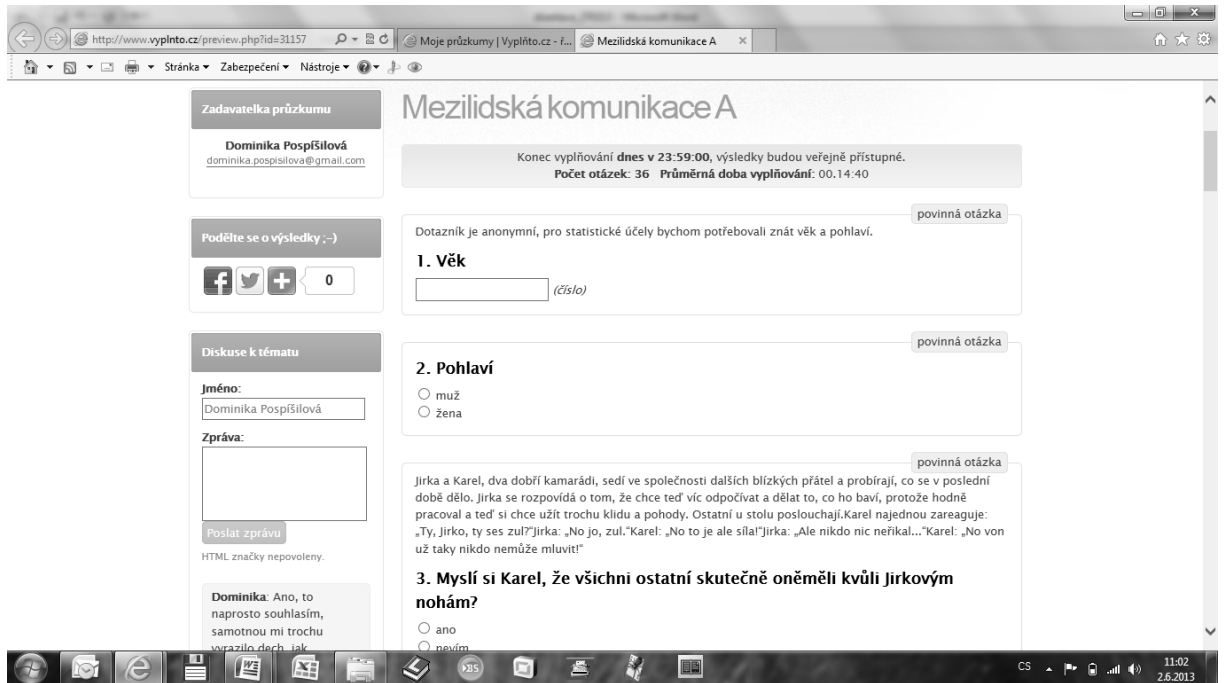 http://www.vyplnto.cz/preview.php?id=31157
Moje průzkumy | Vyplňto.cz - ř...
Mezilidská komunikace A
Stránka
Zabezpečení
Nástroje
Zadavatelka průzkumu
Dominika Pospíšilová
dominika.pospisilova@gmail.com
Podělte se o výsledky ;-)
0
Diskuse k tématu
Jméno:
Dominika Pospíšilová
Zpráva:
Poslat zprávu
HTML značky nepovoleny.
Dominika: Ano, to
naprosto souhlasím,
samotnou mi trochu
vyrazilo dech, jak
Mezilidská komunikace A
Konec vyplňování dnes v 23:59:00, výsledky budou veřejně přístupné.
Počet otázek: 36 Průměrná doba vyplňování: 00.14:40
povinná otázka
Dotazník je anonymní, pro statistické účely bychom potřebovali znát věk a pohlaví.
1. Věk
(číslo)
povinná otázka
2. Pohlaví
muž
žena
povinná otázka
Jirka a Karel, dva dobří kamarádi, sedí ve společnosti dalších blízkých přátel a probírají, co se v poslední
době dělo. Jirka se rozpovídá o tom, že chce teď víc odpočívat a dělat to, co ho baví, protože hodně
pracoval a teď si chce užít trochu klidu a pohody. Ostatní u stolu poslouchají.Karel najednou zareaguje:
„Ty, Jirko, ty ses zul?“Jirka: „No jo, zul.“Karel: „No to je ale síla!“Jirka: „Ale nikdo nic neříkal...“Karel: „No von
už taky nikdo nemůže mluvit!“
3. Myslí si Karel, že všichni ostatní skutečně oněměli kvůli Jirkovým
nohám?
ano
nevím
CS
11:02
2.6.2013